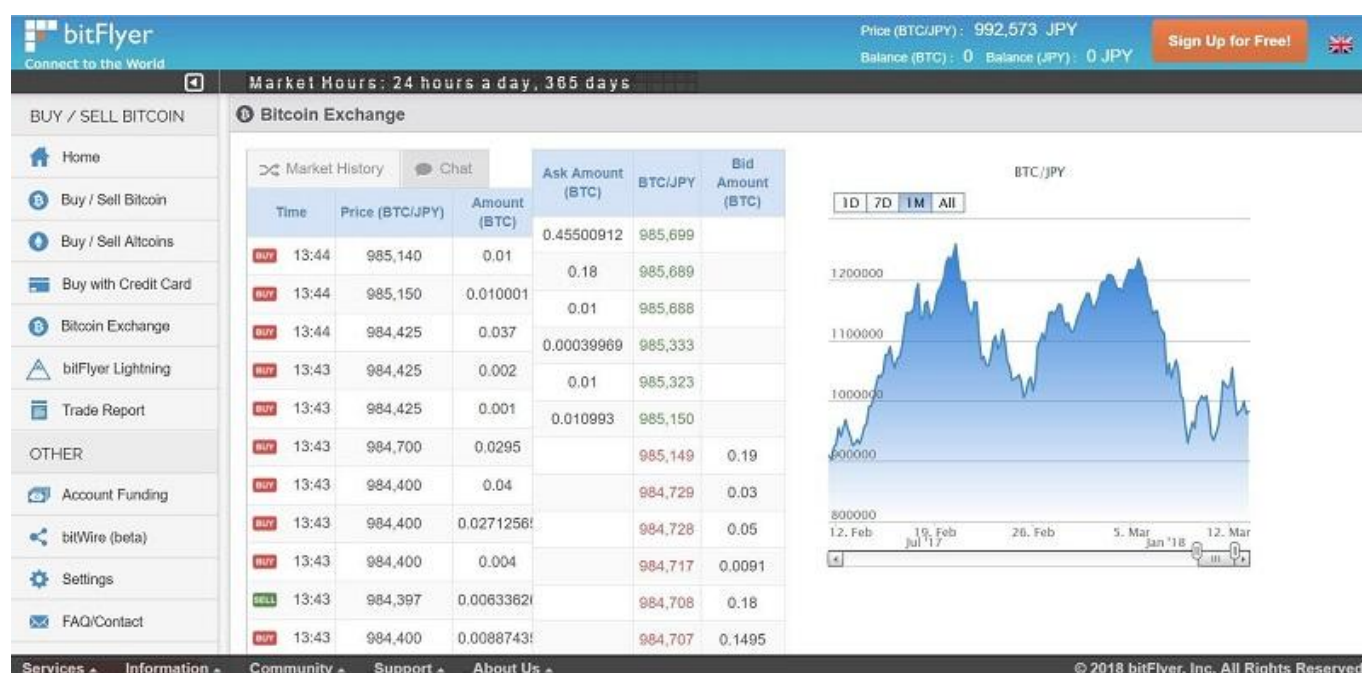 bitFlyer
Connect to the World
Price (BTC/JPY) : 992,573 JPY
Balance (BTC) : 0 Balance (JPY) : 0 JPY
Sign Up for Free!
Market Hours: 24 hours a day, 365 days
BUY / SELL BITCOIN
Home
Buy / Sell Bitcoin
Buy / Sell Altcoins
Buy with Credit Card
Bitcoin Exchange
bitFlyer Lightning
Trade Report
OTHER
Account Funding
bitWire (beta)
Settings
FAQ/Contact
Bitcoin Exchange
Market History Chat
Time Price (BTC/JPY) Amount (BTC)
BUY 13:44 985,140 0.01
BUY 13:44 985,150 0.010001
BUY 13:44 984,425 0.037
BUY 13:43 984,425 0.002
BUY 13:43 984,425 0.001
BUY 13:43 984,700 0.0295
BUY 13:43 984,400 0.04
BUY 13:43 984,400 0.0271256
BUY 13:43 984,400 0.004
SELL 13:43 984,397 0.0063362
BUY 13:43 984,400 0.0088743
Ask Amount (BTC) BTC/JPY Bid Amount (BTC)
0.45500912 985,699
0.18 985,689
0.01 985,688
0.00039969 985,333
0.01 985,323
0.010993 985,150
985,149 0.19
984,729 0.03
984,728 0.05
984,717 0.0091
984,708 0.18
984,707 0.1495
BTC/JPY
1D 7D 1M All
1200000
1100000
1000000
900000
800000
12. Feb 19. Feb 26. Feb 5. Mar 12. Mar
Jul '17 Jan '18
Services Information Community Support About Us
© 2018 bitFlyer, Inc. All Rights Reserved